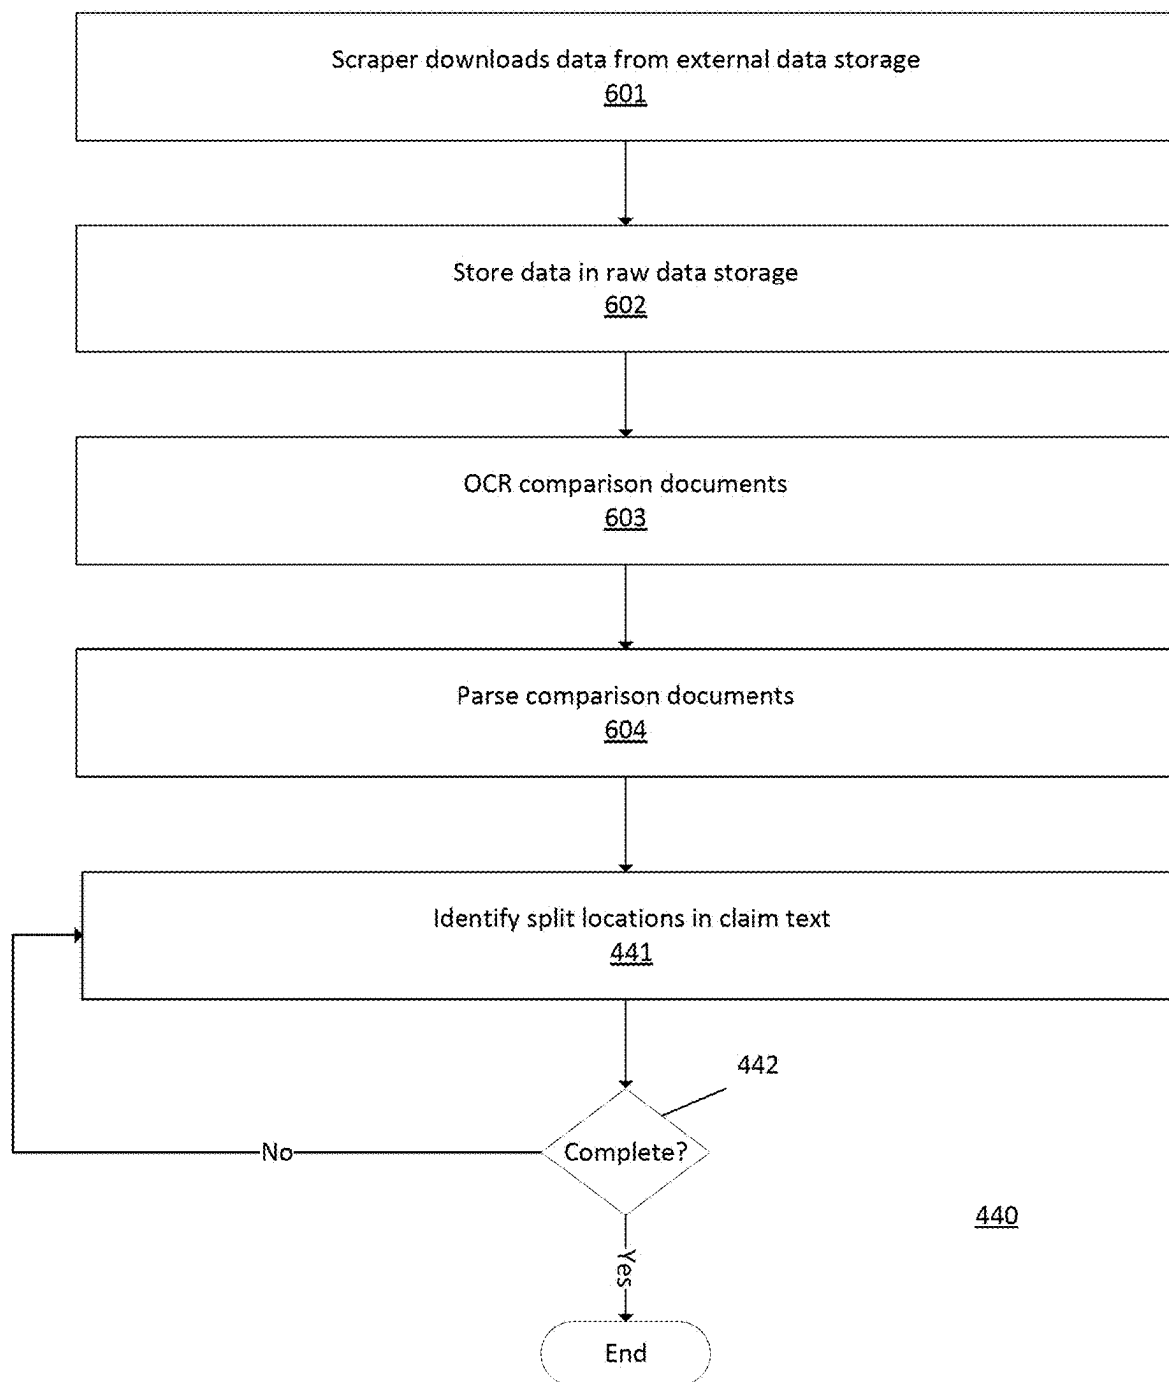 Scraper downloads data from external data storage
601
Store data in raw data storage
602
OCR comparison documents
603
Parse comparison documents
604
Identify split locations in claim text
441
442
Complete?
No
440
Yes
End